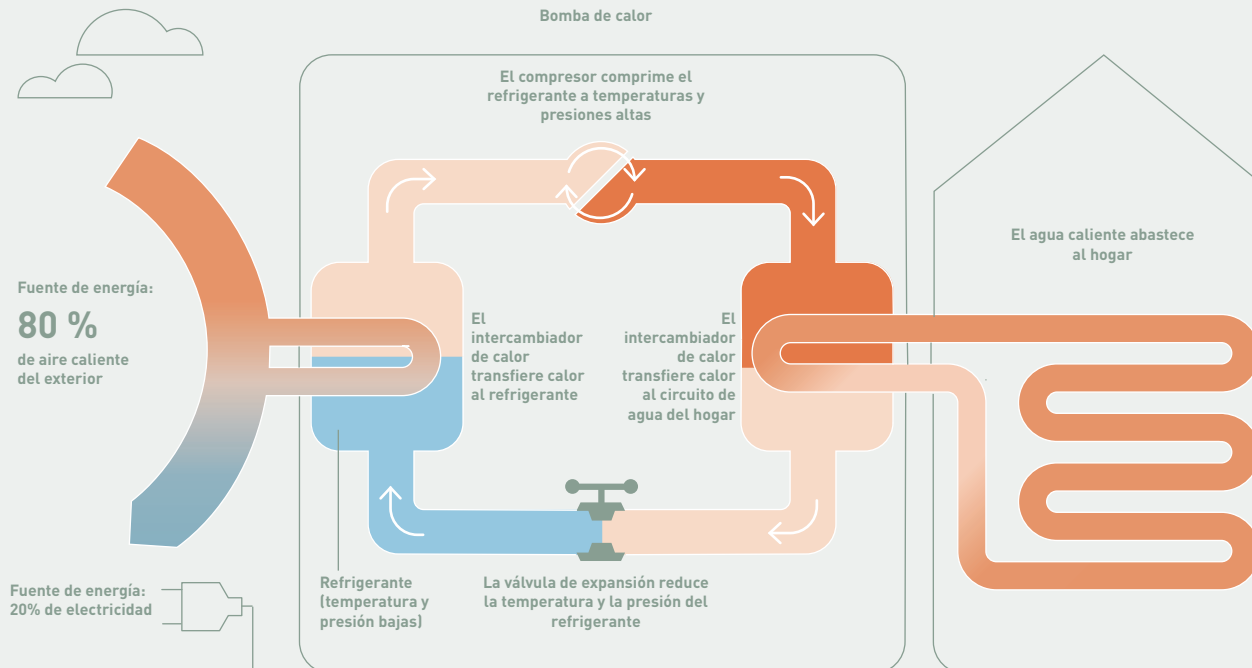 Bomba de calor
El compresor comprime el
refrigerante a temperaturas y
presiones altas
El agua caliente abastece
al hogar
Fuente de energía:
80 %
de aire caliente
del exterior
El
intercambiador
de calor
transfiere calor
al refrigerante
El
intercambiador
de calor
transfiere calor
al circuito de
agua del hogar
Fuente de energía:
20% de electricidad
Refrigerante
(temperatura y
presión bajas)
La válvula de expansión reduce
la temperatura y la presión del
refrigerante